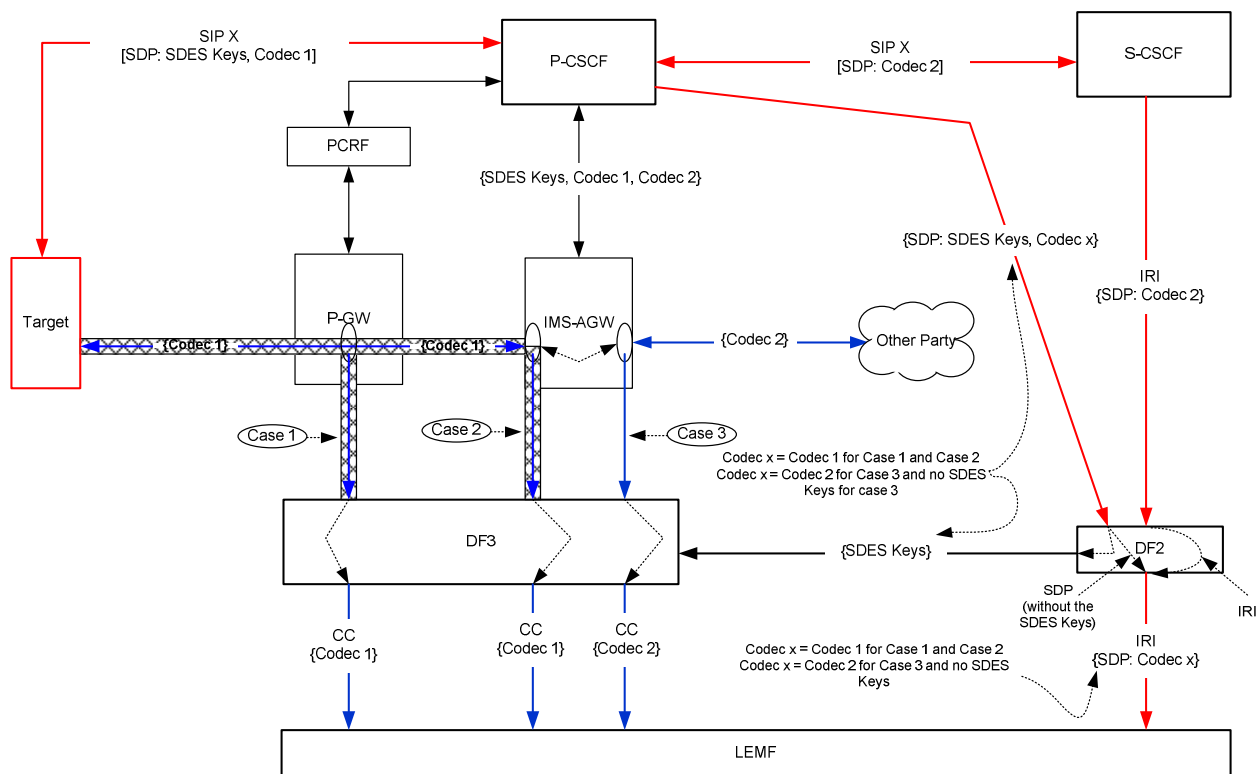 SIP X
[SDP: SDES Keys, Codec 1]
P-CSCF
SIP X
[SDP: Codec 2]
S-CSCF
PCRF
{SDES Keys, Codec 1, Codec 2}
{SDP: SDES Keys, Codec x}
IRI
{SDP: Codec 2}
Target
P-GW
IMS-AGW
{Codec 1}
{Codec 1}
{Codec 2}
Other Party
Case 1
Case 2
Case 3
Codec x = Codec 1 for Case 1 and Case 2
Codec x = Codec 2 for Case 3 and no SDES
Keys for case 3
DF3
{SDES Keys}
DF2
SDP
(without the
SDES Keys)
IRI
CC
{Codec 1}
CC
{Codec 1}
CC
{Codec 2}
Codec x = Codec 1 for Case 1 and Case 2
Codec x = Codec 2 for Case 3 and no SDES
Keys
IRI
{SDP: Codec x}
LEMF